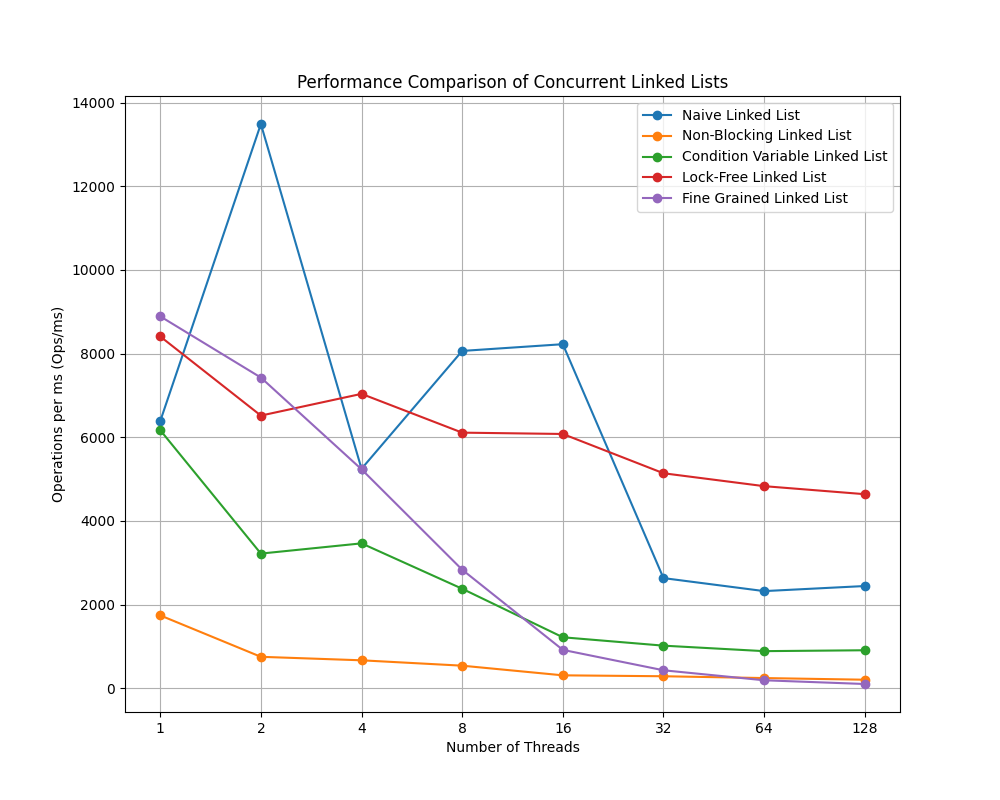 Performance Comparison of Concurrent Linked Lists
14000
12000
10000
8000
6000
4000
2000
0
Operations per ms (Ops/ms)
Naive Linked List
Non-Blocking Linked List
Condition Variable Linked List
Lock-Free Linked List
Fine Grained Linked List
1 2 4 8 16 32 64 128
Number of Threads